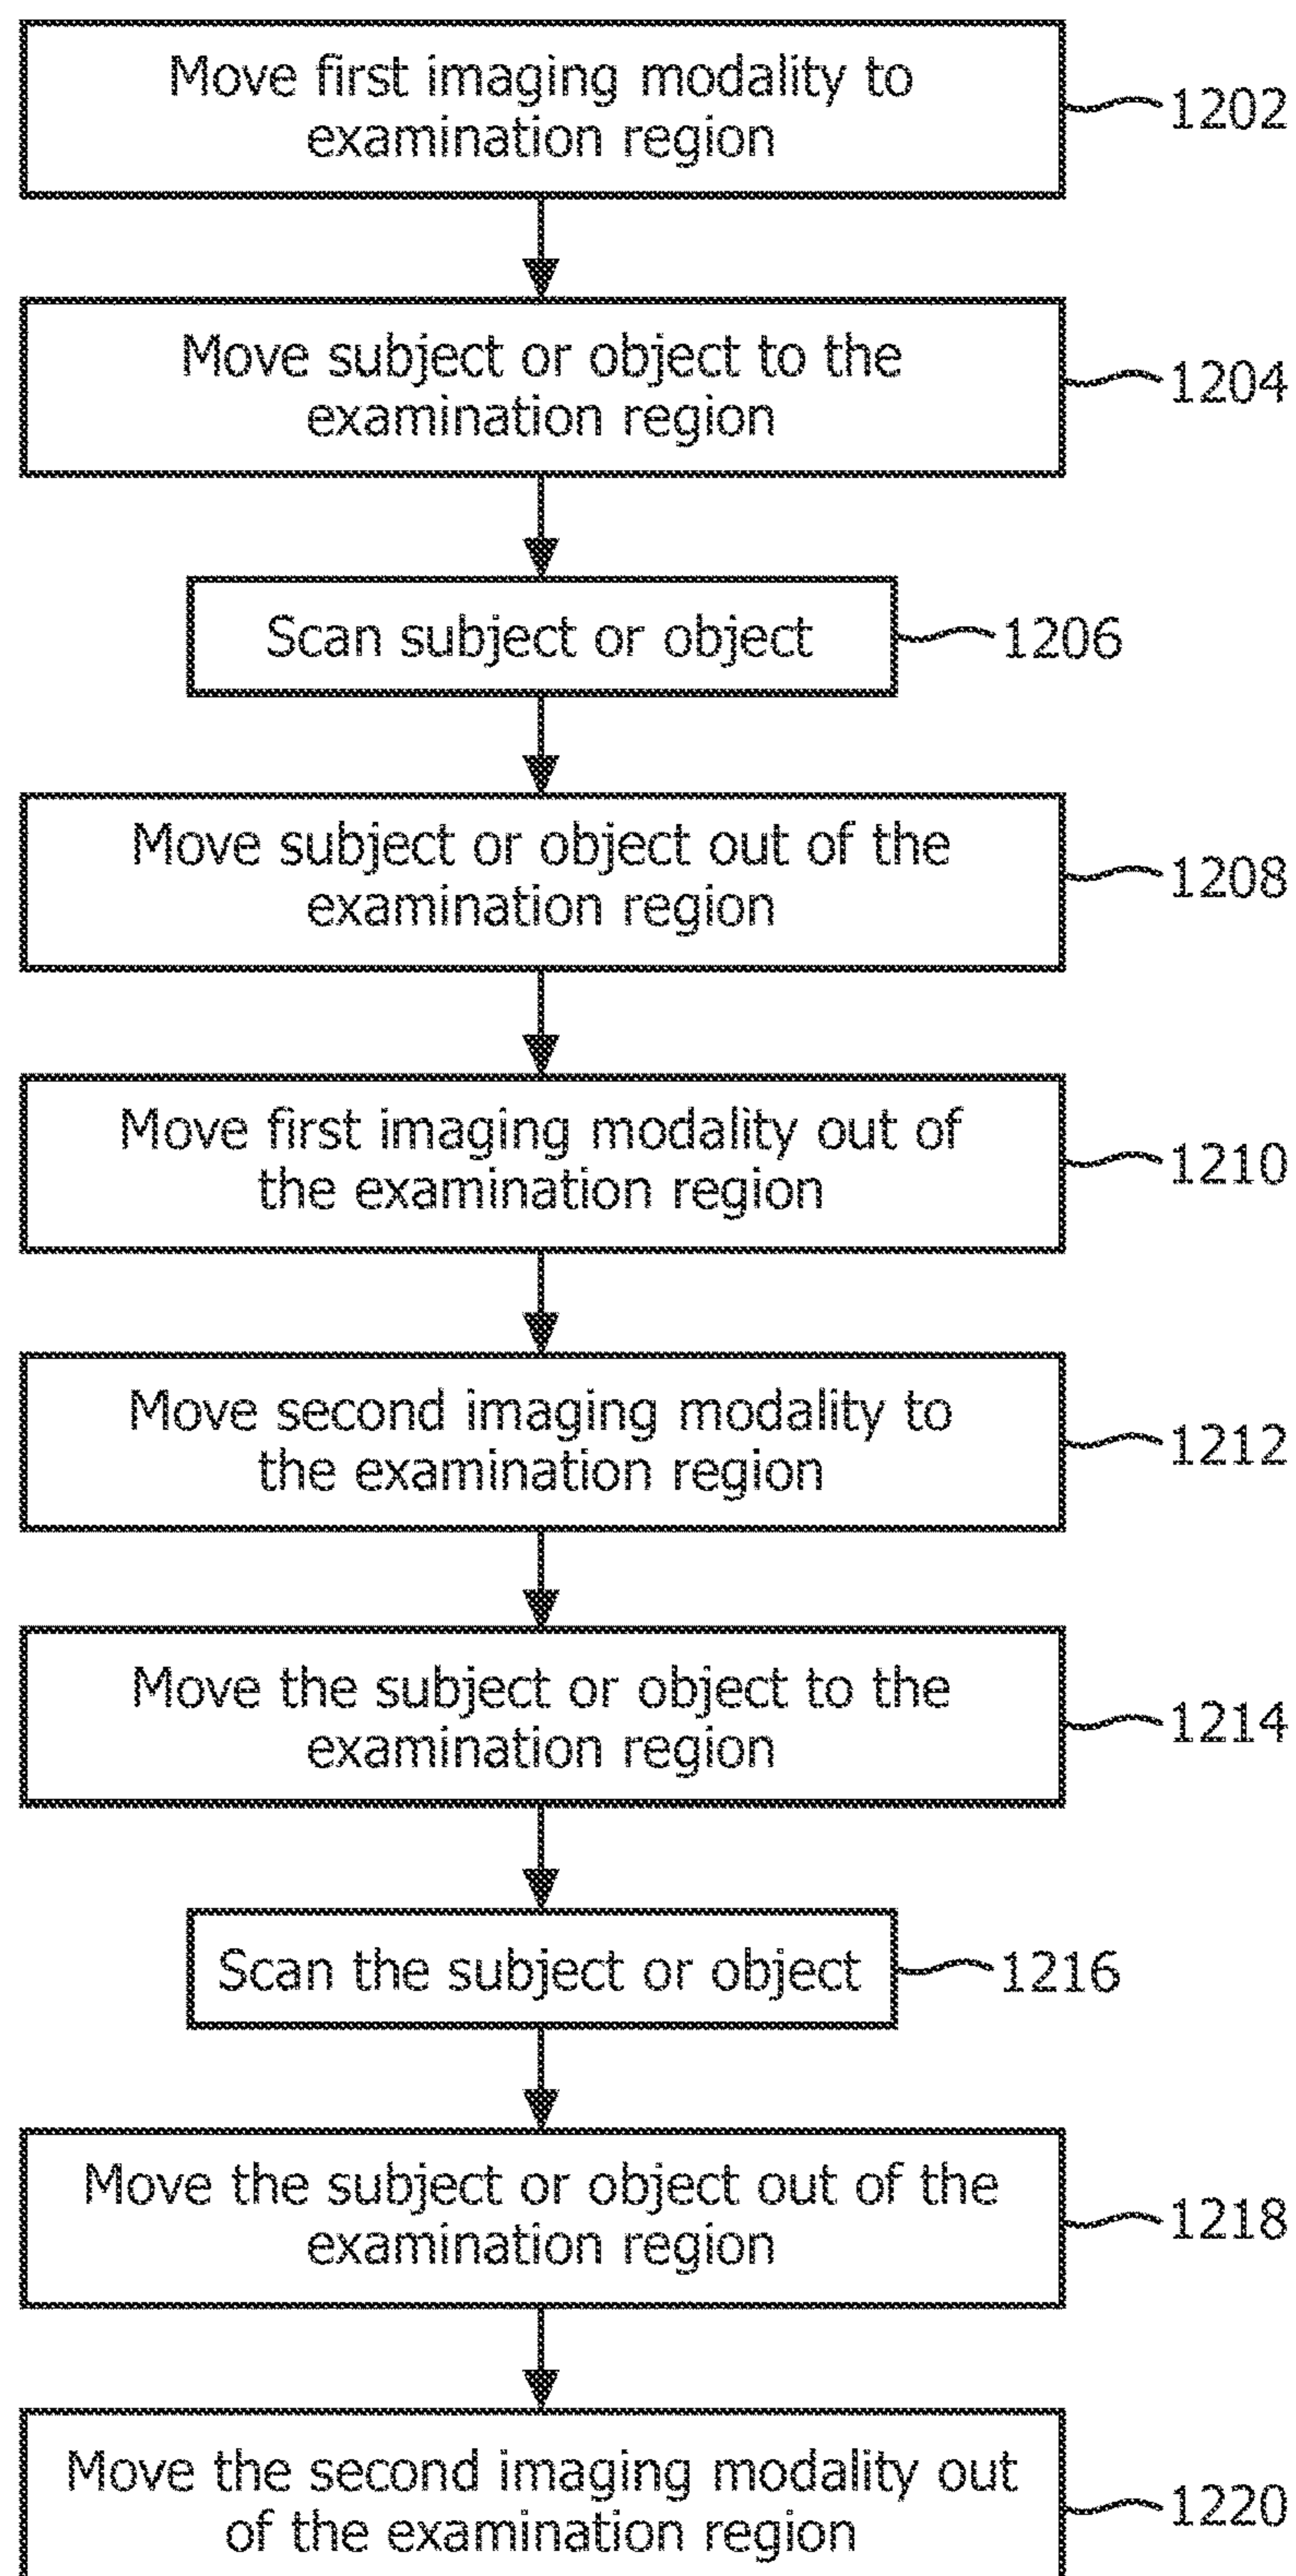 Move first imaging modality to
examination region
1202
Move subject or object to the
examination region
1204
Scan subject or object
1206
Move subject or object out of the
examination region
1208
Move first imaging modality out of
the examination region
1210
Move second imaging modality to
the examination region
1212
Move the subject or object to the
examination region
1214
Scan the subject or object
1216
Move the subject or object out of the
examination region
1218
Move the second imaging modality out
of the examination region
1220